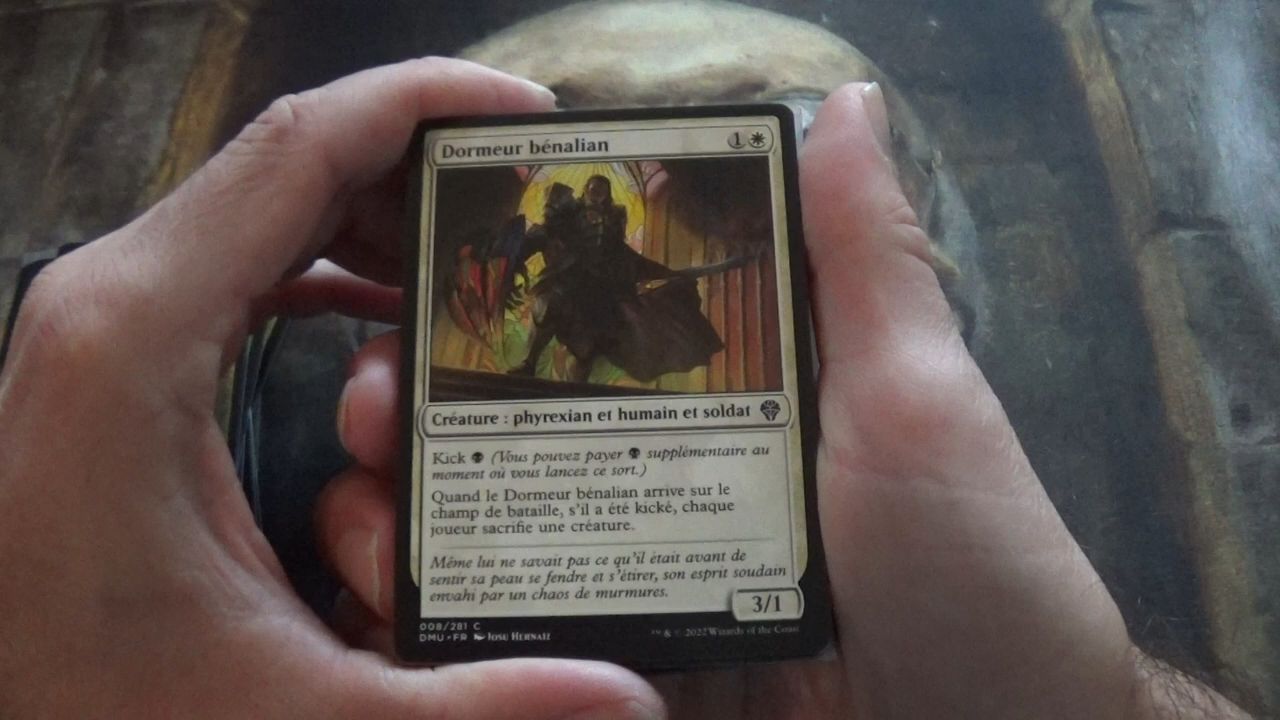 Dormeur bénalian 1
Créature : phyrexian et humain et soldat
Kick (Vous pouvez payer supplémentaire au
moment où vous lancez ce sort.)
Quand le Dormeur bénalian arrive sur le
champ de bataille, s'il a été kické, chaque
joueur sacrifie une créature.
Même lui ne savait pas ce qu'il était avant de
sentir sa peau se fendre et s'étirer, son esprit soudain
envahi par un chaos de murmures.
3/1
008/281 C
DMU • FR Josu Hernaiz
™ & © 2022 Wizards of the Coast